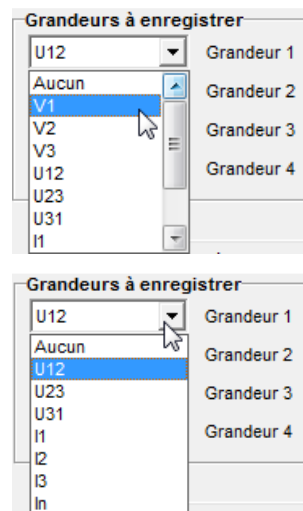 Grandeurs à enregistrer
U12 Grandeur 1
Aucun Grandeur 2
V1
V2 Grandeur 3
V3
U12 Grandeur 4
U23
U31
I1
Grandeurs à enregistrer
U12 Grandeur 1
Aucun Grandeur 2
U12
U23 Grandeur 3
U31
I1 Grandeur 4
I2
I3
In